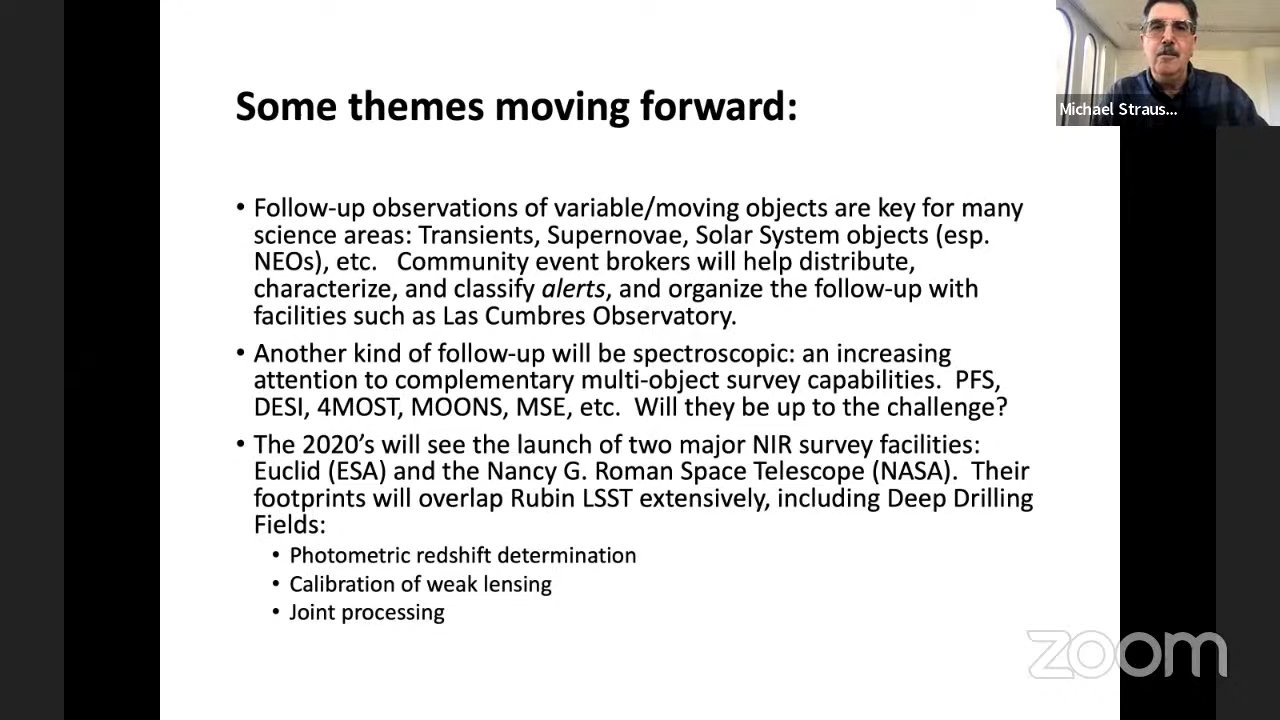 Some themes moving forward:
• Follow-up observations of variable/moving objects are key for many
science areas: Transients, Supernovae, Solar System objects (esp.
NEOs), etc. Community event brokers will help distribute,
characterize, and classify alerts, and organize the follow-up with
facilities such as Las Cumbres Observatory.
• Another kind of follow-up will be spectroscopic: an increasing
attention to complementary multi-object survey capabilities. PFS,
DESI, 4MOST, MOONS, MSE, etc. Will they be up to the challenge?
• The 2020's will see the launch of two major NIR survey facilities:
Euclid (ESA) and the Nancy G. Roman Space Telescope (NASA). Their
footprints will overlap Rubin LSST extensively, including Deep Drilling
Fields:
• Photometric redshift determination
• Calibration of weak lensing
• Joint processing
Michael Straus...
zoom